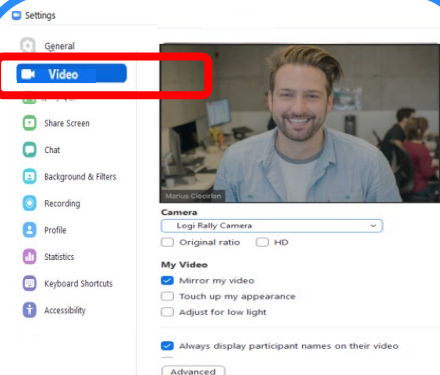 Settings
General
Video
Share Screen
Chat
Background & Filters
Recording
Profile
Statistics
Keyboard Shortcuts
Accessibility
Marius Ciocirlan
Camera
Logi Rally Camera
Original ratio HD
My Video
Mirror my video
Touch up my appearance
Adjust for low light
Always display participant names on their video
Advanced